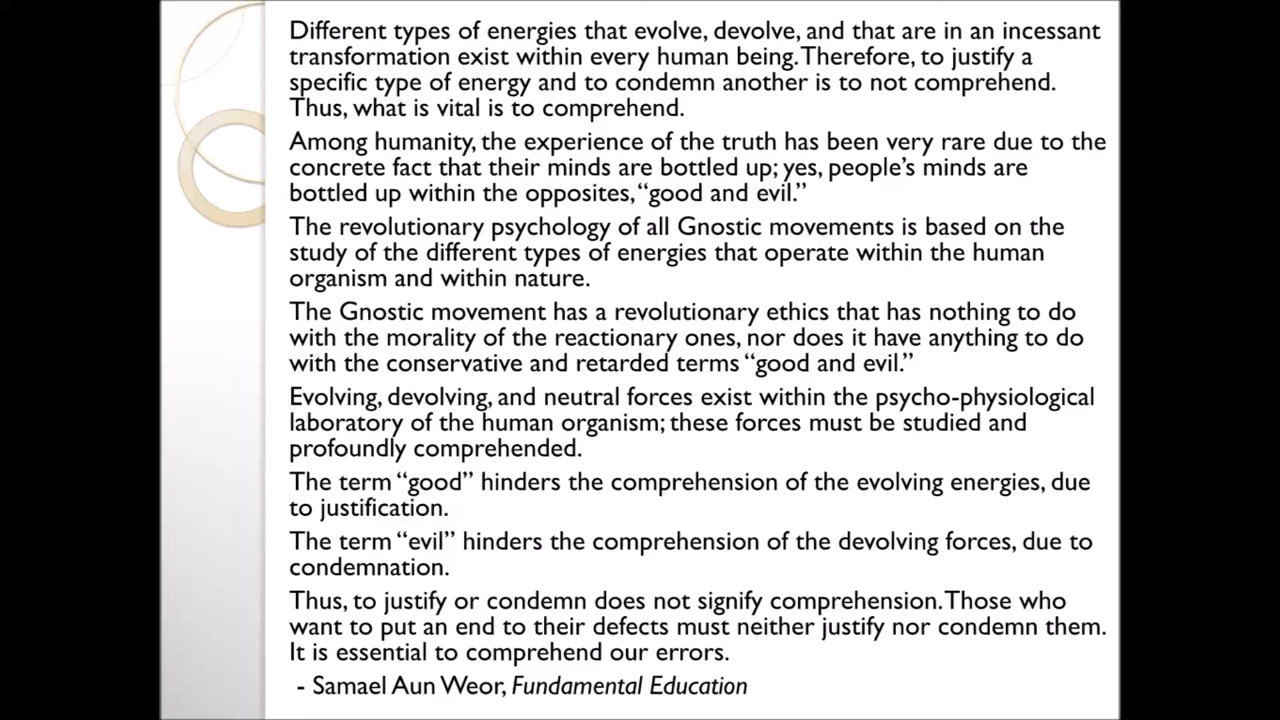 Different types of energies that evolve, devolve, and that are in an incessant
transformation exist within every human being. Therefore, to justify a
specific type of energy and to condemn another is to not comprehend.
Thus, what is vital is to comprehend.
Among humanity, the experience of the truth has been very rare due to the
concrete fact that their minds are bottled up; yes, people's minds are
bottled up within the opposites, “good and evil.”
The revolutionary psychology of all Gnostic movements is based on the
study of the different types of energies that operate within the human
organism and within nature.
The Gnostic movement has a revolutionary ethics that has nothing to do
with the morality of the reactionary ones, nor does it have anything to do
with the conservative and retarded terms “good and evil.”
Evolving, devolving, and neutral forces exist within the psycho-physiological
laboratory of the human organism; these forces must be studied and
profoundly comprehended.
The term “good” hinders the comprehension of the evolving energies, due
to justification.
The term “evil” hinders the comprehension of the devolving forces, due to
condemnation.
Thus, to justify or condemn does not signify comprehension. Those who
want to put an end to their defects must neither justify nor condemn them.
It is essential to comprehend our errors.
- Samael Aun Weor, Fundamental Education